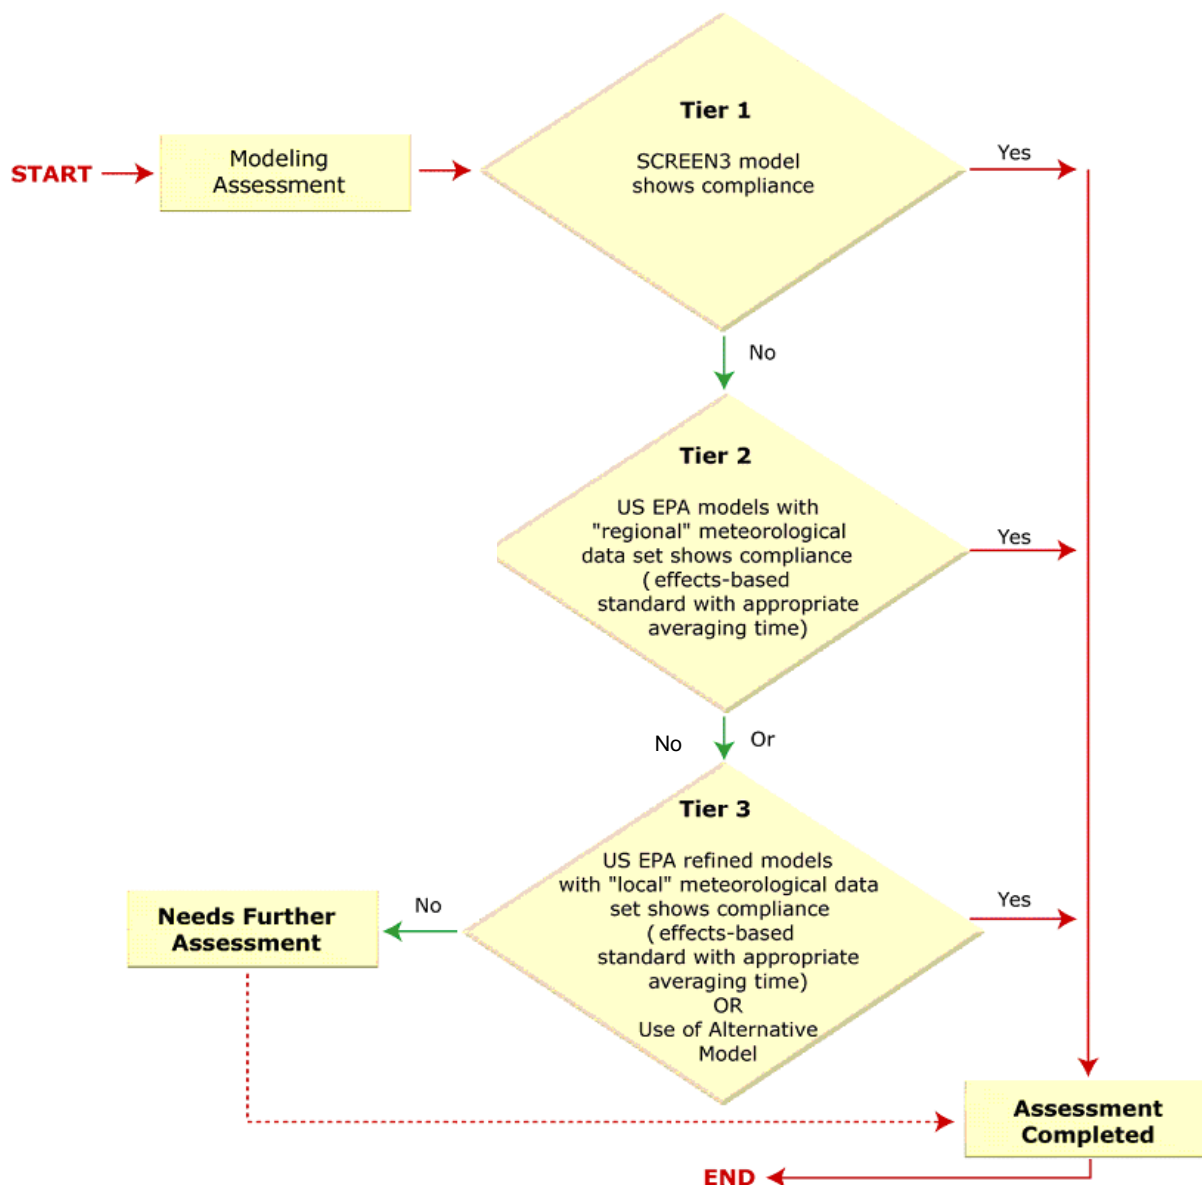 START
Modeling
Assessment
Tier 1
SCREEN3 model
shows compliance
Yes
No
Tier 2
US EPA models with
"regional" meteorological
data set shows compliance
( effects-based
standard with appropriate
averaging time)
Yes
No
Or
Tier 3
US EPA refined models
with "local" meteorological data
set shows compliance
( effects-based
standard with appropriate
averaging time)
OR
Use of Alternative
Model
Yes
No
Needs Further
Assessment
Assessment
Completed
END